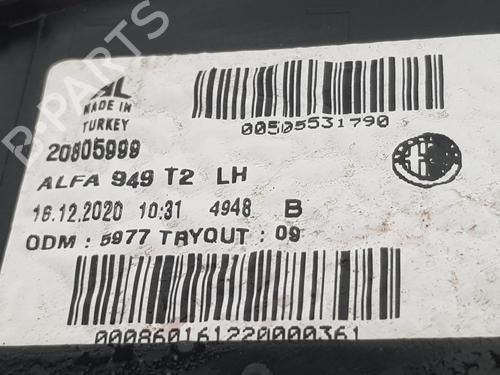 AL
MADE IN
TURKEY
00505531790
20805999
ALFA 949 T2 LH
16.12.2020 10:31 4948 B
ODM : 5977 TRYOUT : 09
000860161220000361
B-PARTS